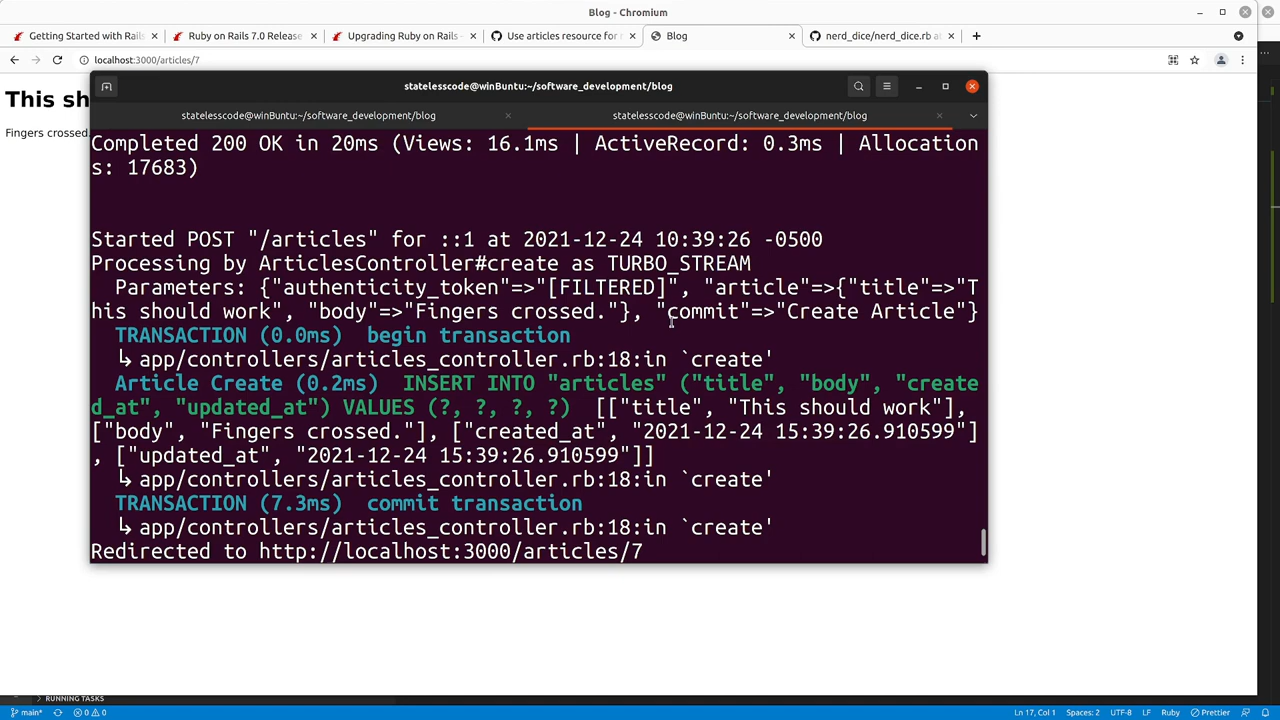 Blog - Chromium
Getting Started with Rails
Ruby on Rails 7.0 Release
Upgrading Ruby on Rails
Use articles resource for
Blog
nerd_dice/nerd_dice.rb at
localhost:3000/articles/7
statelesscode@winBuntu:~/software_development/blog
statelesscode@winBuntu:~/software_development/blog
statelesscode@winBuntu:~/software_development/blog
This sh
Fingers crossed
Completed 200 OK in 20ms (Views: 16.1ms | ActiveRecord: 0.3ms | Allocation
s: 17683)
Started POST "/articles" for ::1 at 2021-12-24 10:39:26 -0500
Processing by ArticlesController#create as TURBO_STREAM
Parameters: {"authenticity_token"=>"[FILTERED]", "article"=>{"title"=>"T
his should work", "body"=>"Fingers crossed."}, "commit"=>"Create Article"}
TRANSACTION (0.0ms)  begin transaction
↳ app/controllers/articles_controller.rb:18:in `create'
Article Create (0.2ms)  INSERT INTO "articles" ("title", "body", "create
d_at", "updated_at") VALUES (?, ?, ?, ?)  [["title", "This should work"],
["body", "Fingers crossed."], ["created_at", "2021-12-24 15:39:26.910599"]
, ["updated_at", "2021-12-24 15:39:26.910599"]]
↳ app/controllers/articles_controller.rb:18:in `create'
TRANSACTION (7.3ms)  commit transaction
↳ app/controllers/articles_controller.rb:18:in `create'
Redirected to http://localhost:3000/articles/7
RUNNING TASKS
main* 0 0 Ln 17, Col 1 Spaces: 2 UTF-8 LF Ruby Prettier